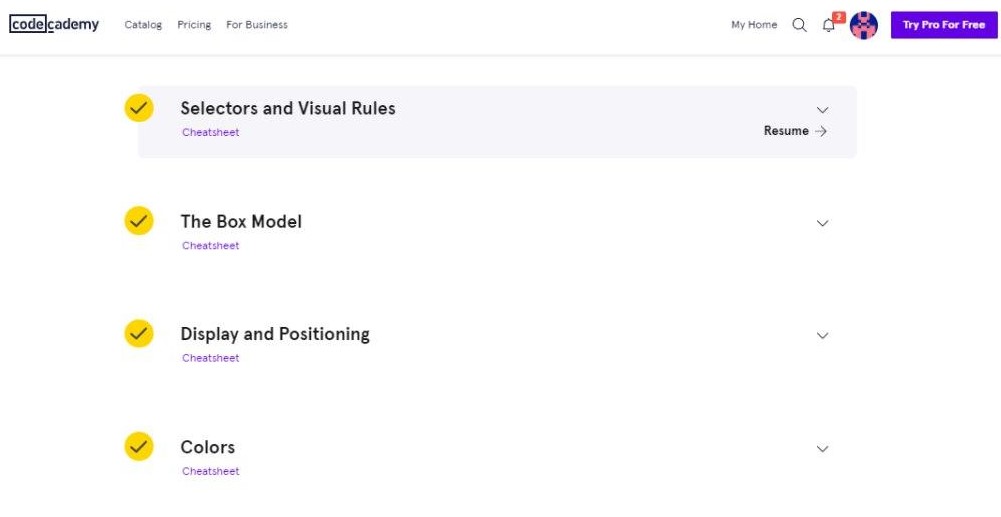 codecademy Catalog Pricing For Business My Home 2 Try Pro For Free
Selectors and Visual Rules
Cheatsheet
Resume →
The Box Model
Cheatsheet
Display and Positioning
Cheatsheet
Colors
Cheatsheet